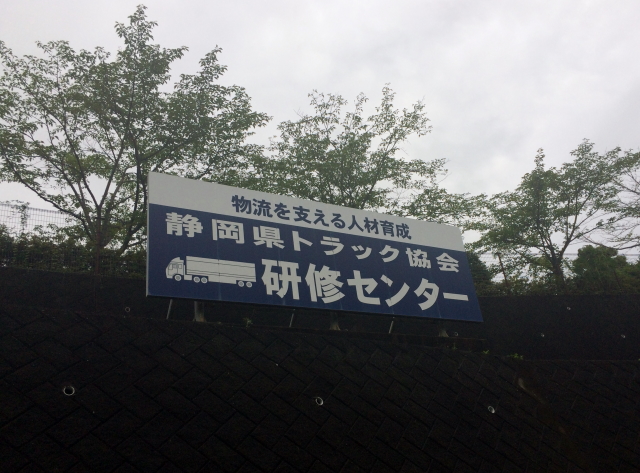 物流を支える人材育成
静岡県トラック協会
研修センター